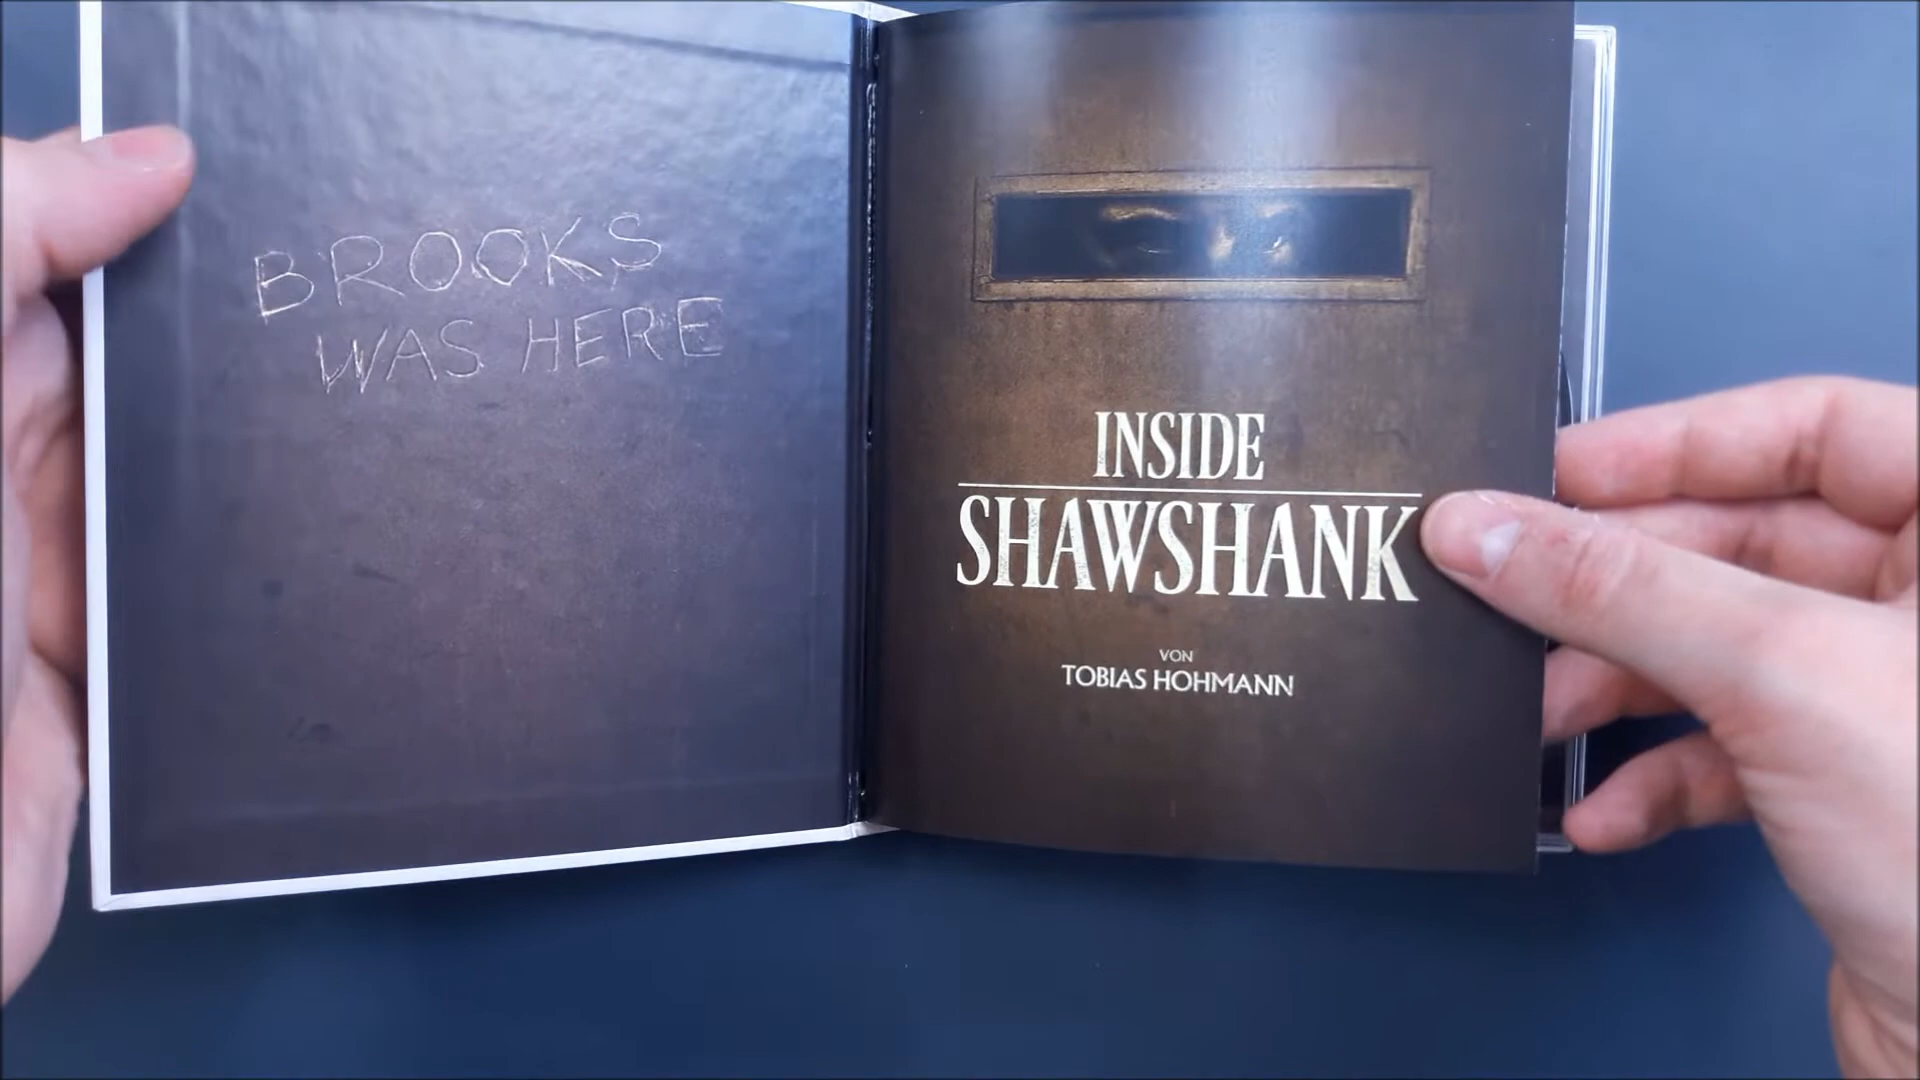 BROOKS
WAS HERE
INSIDE
SHAWSHANK
VON
TOBIAS HOHMANN